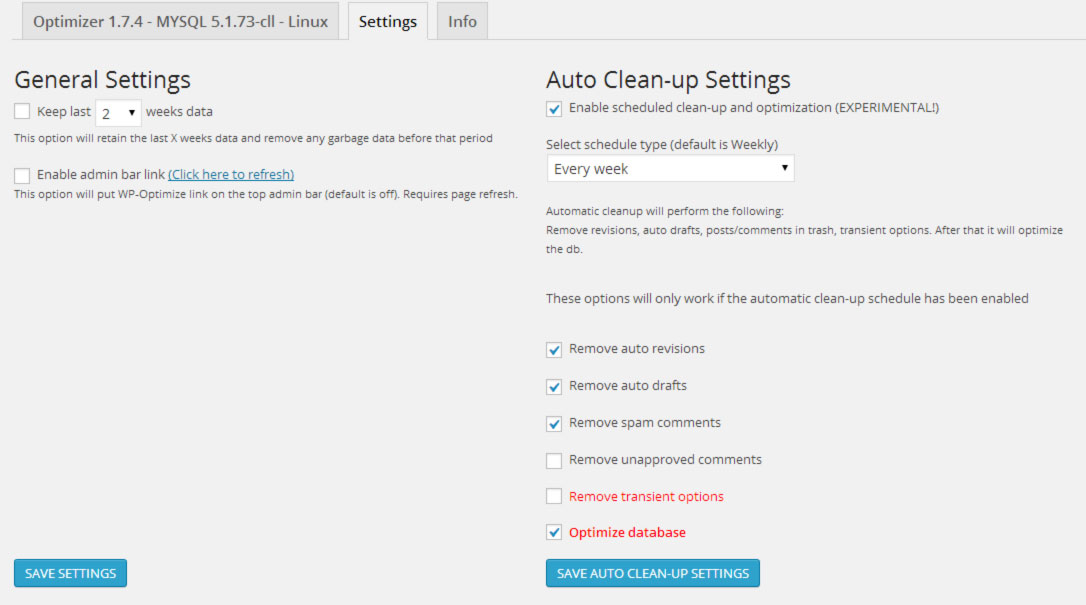 Optimizer 1.7.4 - MYSQL 5.1.73-cll - Linux
Settings
Info
General Settings
Keep last 2 weeks data
This option will retain the last X weeks data and remove any garbage data before that period
Enable admin bar link (Click here to refresh)
This option will put WP-Optimize link on the top admin bar (default is off). Requires page refresh.
SAVE SETTINGS
Auto Clean-up Settings
Enable scheduled clean-up and optimization (EXPERIMENTAL!)
Select schedule type (default is Weekly)
Every week
Automatic cleanup will perform the following:
Remove revisions, auto drafts, posts/comments in trash, transient options. After that it will optimize
the db.
These options will only work if the automatic clean-up schedule has been enabled
Remove auto revisions
Remove auto drafts
Remove spam comments
Remove unapproved comments
Remove transient options
Optimize database
SAVE AUTO CLEAN-UP SETTINGS